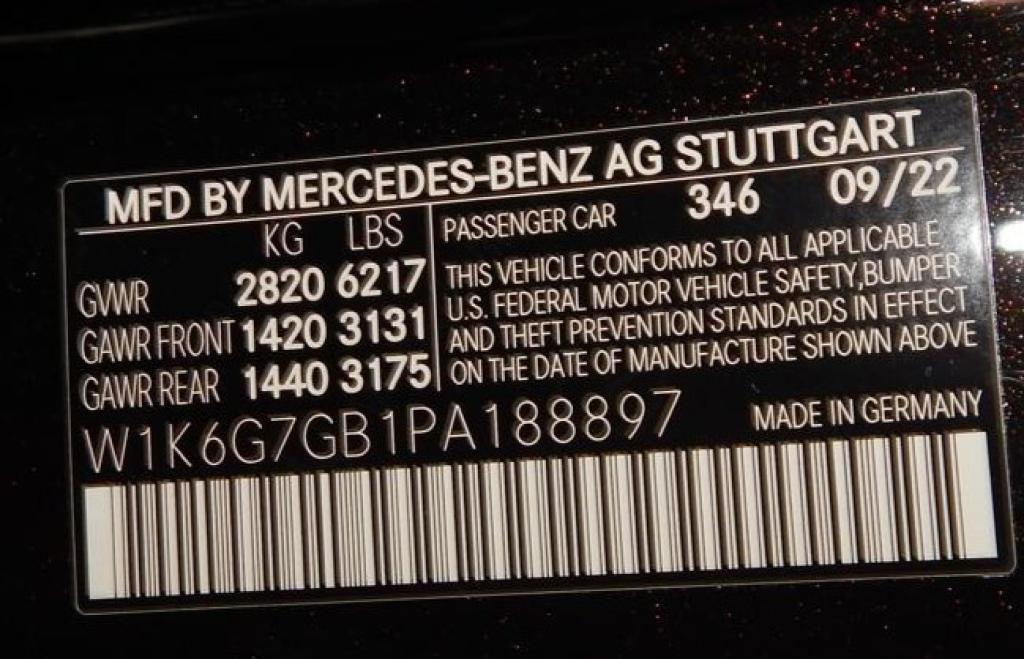 MFD BY MERCEDES-BENZ AG STUTTGART
KG LBS
GVWR 2820 6217
GAWR FRONT 1420 3131
GAWR REAR 1440 3175
PASSENGER CAR 346 09/22
THIS VEHICLE CONFORMS TO ALL APPLICABLE
U.S. FEDERAL MOTOR VEHICLE SAFETY,BUMPER
AND THEFT PREVENTION STANDARDS IN EFFECT
ON THE DATE OF MANUFACTURE SHOWN ABOVE
W1K6G7GB1PA188897
MADE IN GERMANY